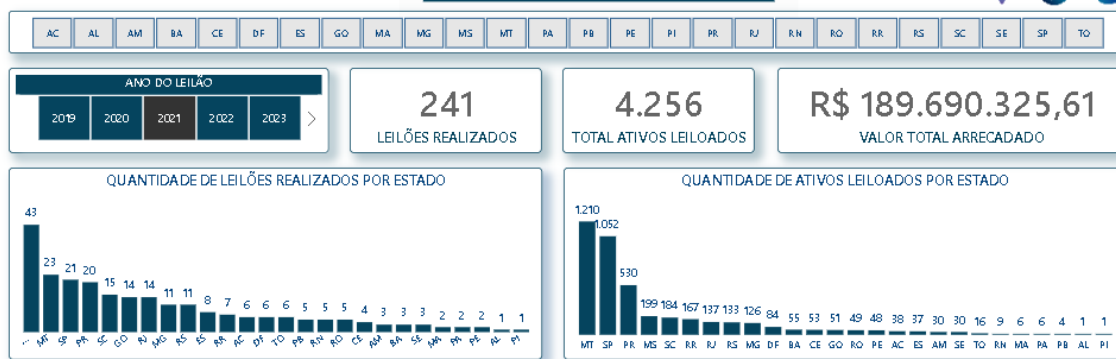 AC AL AM BA CE DF ES GO MA MG MS MT PA PB PE PI PR RJ RN RO RR RS SC SE SP TO
ANO DO LEILÃO
2019 2020 2021 2022 2023
241
LEILÕES REALIZADOS
4.256
TOTAL ATIVOS LEILOADOS
R$ 189.690.325,61
VALOR TOTAL ARRECADADO
QUANTIDADE DE LEILÕES REALIZADOS POR ESTADO
43 23 21 20 15 14 14 11 11 8 7 6 6 6 5 5 5 4 3 3 3 2 2 2 1 1
... MT SP PR SC GO RJ MG RS ES RR AC DF TO PB RN RO CE AM BA SE MA PA PE AL PI
QUANTIDADE DE ATIVOS LEILOADOS POR ESTADO
1.210 1.052 530 199 184 167 137 133 126 84 55 53 51 49 48 38 37 30 30 16 9 6 6 4 1 1
MT SP PR MS SC RR RJ RS MG DF BA CE GO RO PE AC ES AM SE TO RN MA PA PB AL PI